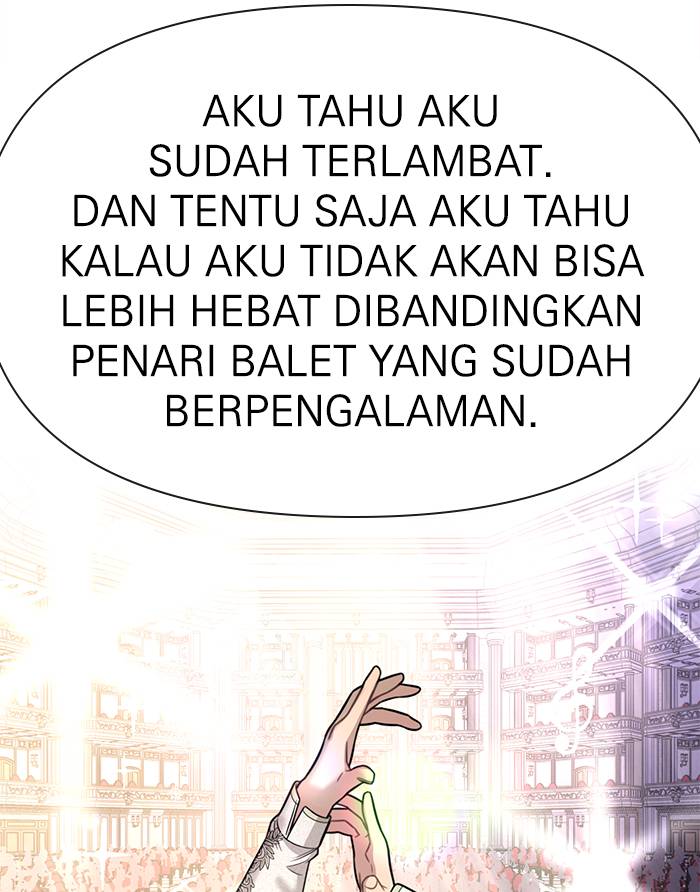 AKU TAHU AKU
SUDAH TERLAMBAT.
DAN TENTU SAJA AKU TAHU
KALAU AKU TIDAK AKAN BISA
LEBIH HEBAT DIBANDINGKAN
PENARI BALET YANG SUDAH
BERPENGALAMAN.